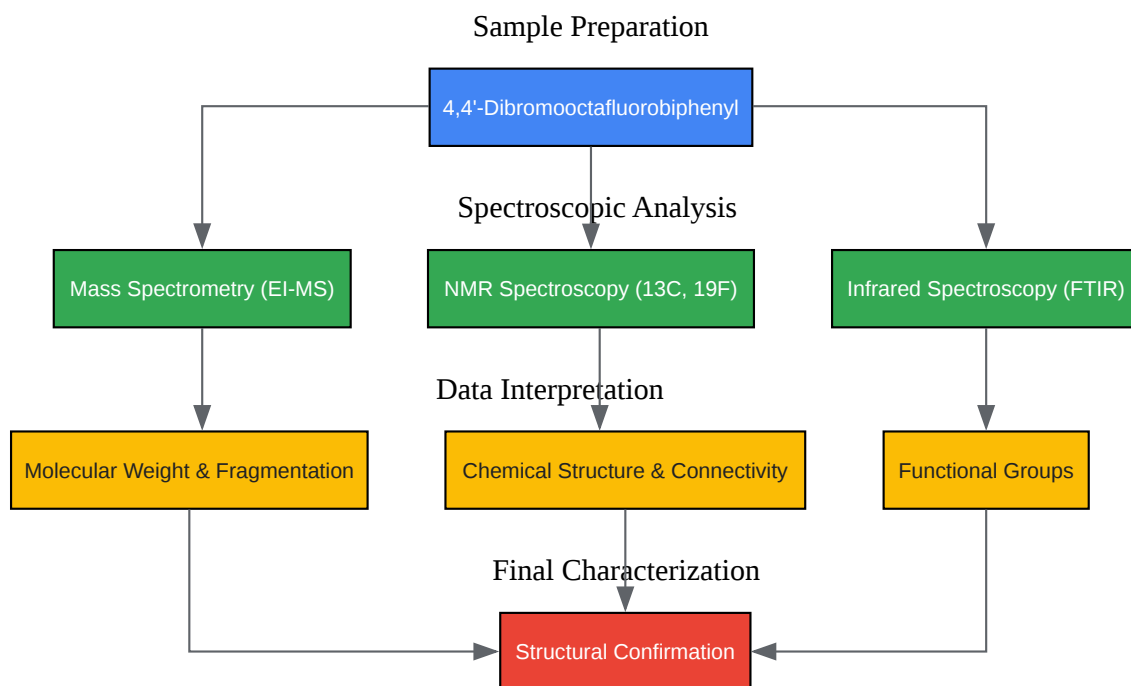 Sample Preparation
4,4'-Dibromooctafluorobiphenyl
Spectroscopic Analysis
Mass Spectrometry (EI-MS)
NMR Spectroscopy (13C, 19F)
Infrared Spectroscopy (FTIR)
Data Interpretation
Molecular Weight & Fragmentation
Chemical Structure & Connectivity
Functional Groups
Final Characterization
Structural Confirmation